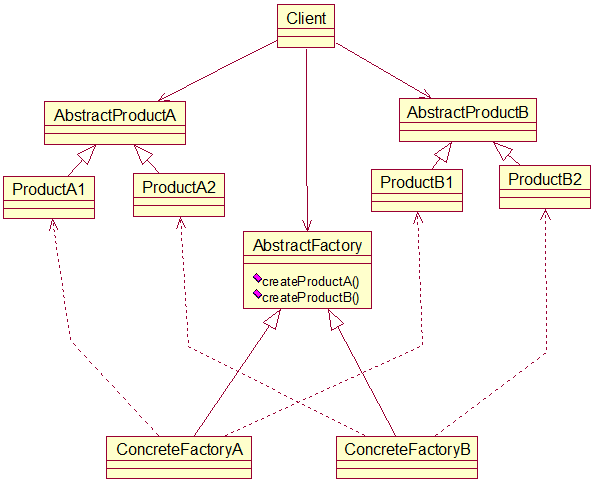 Client
AbstractProductA
AbstractProductB
ProductA1
ProductA2
ProductB1
ProductB2
AbstractFactory
createProductA()
createProductB()
ConcreteFactoryA
ConcreteFactoryB